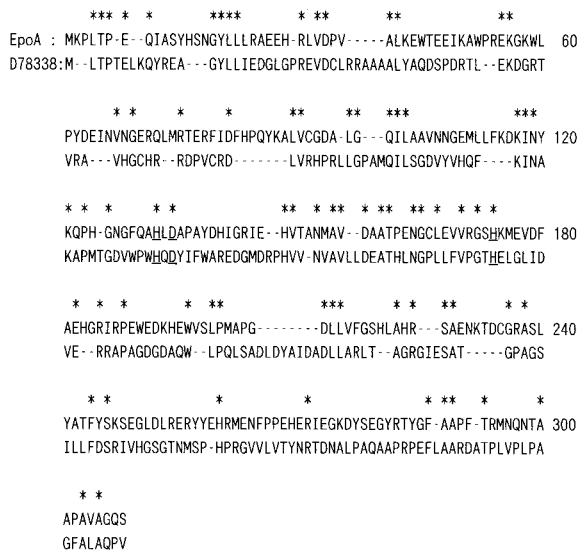 *** * * **** * ** ** **
EpoA : MKPLTP-E--QIASYHSNGYLLLRAEEH-RLVDPV-----ALKEWTEEIKAWPREKGKWL 60
D78338:M--LTPTELKQYREA---GYLLIEDGLGPREVDCLRRAAAALYAQDSPDRTL--EKDGRT
* * * * ** ** *** ***
PYDEINVNGERQLMRTERFIDFHPQYKALVCGDA-LG--QILAAVNNGEMLLFKDKINY 120
VRA---VHGCHR--RDPVCRD------LVRHPRLLGPAMQILSGDVYVHQF----KINA
* * * * * ** * ** ** ** * * *
KQPH-GNGFQAHLDAPAYDHIGRIE--HVTANMAV--DAATPENGCLEVVRGSHKMEVDF 180
KAPMTGDVWPWHQDYIFWAREDGMDRPHVV-NVAVLLDEATHLNGPLLFVPGTHELGLID
* * * * ** *** * * ** * *
AEHGRIRPEWEDKHEWVSLPMAPG--------DLLVFGSHLAHR---SAENKTDCGRASL 240
VE--RRAPAGDGDAQW--LPQLSADLDYAIDADLLARLT--AGRGIESAT-----GPAGS
* * * * * ** * *
YATFYSKSEGLDLRERYYEHRMENFPPEHERIEGKDYSEGYRTYGF-AAPF-TRMNQNTA 300
ILLFDSRIVHGSGTNMSP-HPRGVVLVTYNRTDNALPAQAAPRPEFLAARDATPLVPLPA
* *
APAVAGQS
GFALAQPV